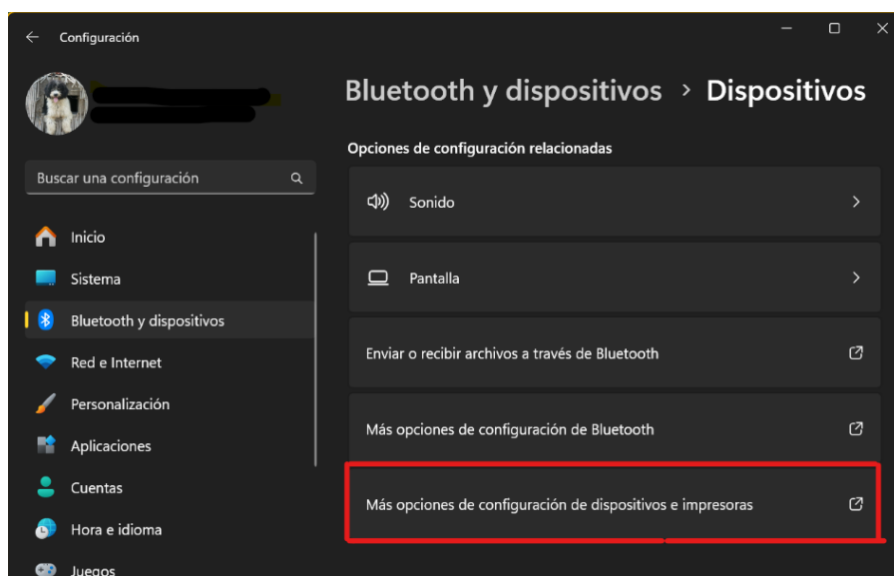 Configuración
Bluetooth y dispositivos > Dispositivos
Opciones de configuración relacionadas
Buscar una configuración
Sonido
Inicio
Sistema
Pantalla
Bluetooth y dispositivos
Enviar o recibir archivos a través de Bluetooth
Red e Internet
Personalización
Más opciones de configuración de Bluetooth
Aplicaciones
Cuentas
Más opciones de configuración de dispositivos e impresoras
Hora e idioma
Juegos